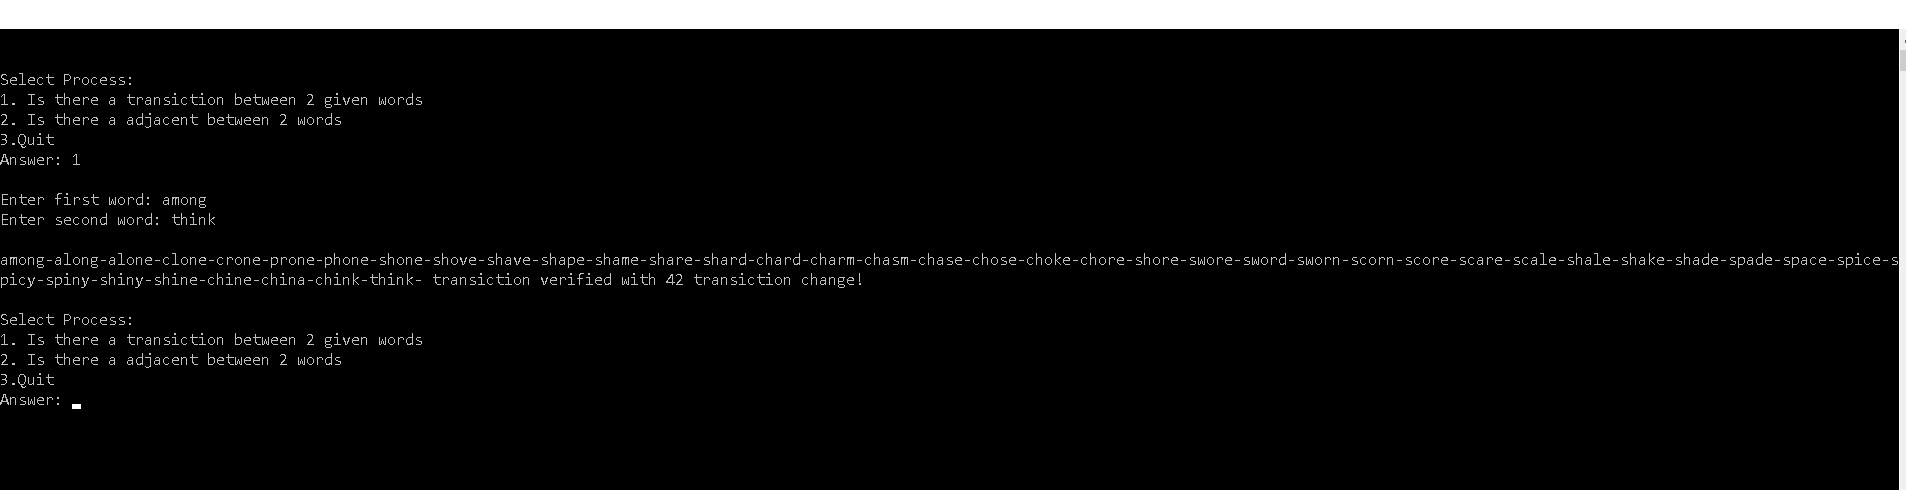 Select Process:
1. Is there a transiction between 2 given words
2. Is there a adjacent between 2 words
3.Quit
Answer: 1
Enter first word: among
Enter second word: think
among-along-alone-clone-crone-prone-phone-shone-shove-shave-shape-shame-share-shard-chard-charm-chasm-chase-chose-choke-chore-shore-swore-sword-sworn-scorn-score-scare-scale-shale-shake-shade-spade-space-spice-s
picy-spiny-shiny-shine-chine-china-chink-think- transiction verified with 42 transiction change!
Select Process:
1. Is there a transiction between 2 given words
2. Is there a adjacent between 2 words
3.Quit
Answer: